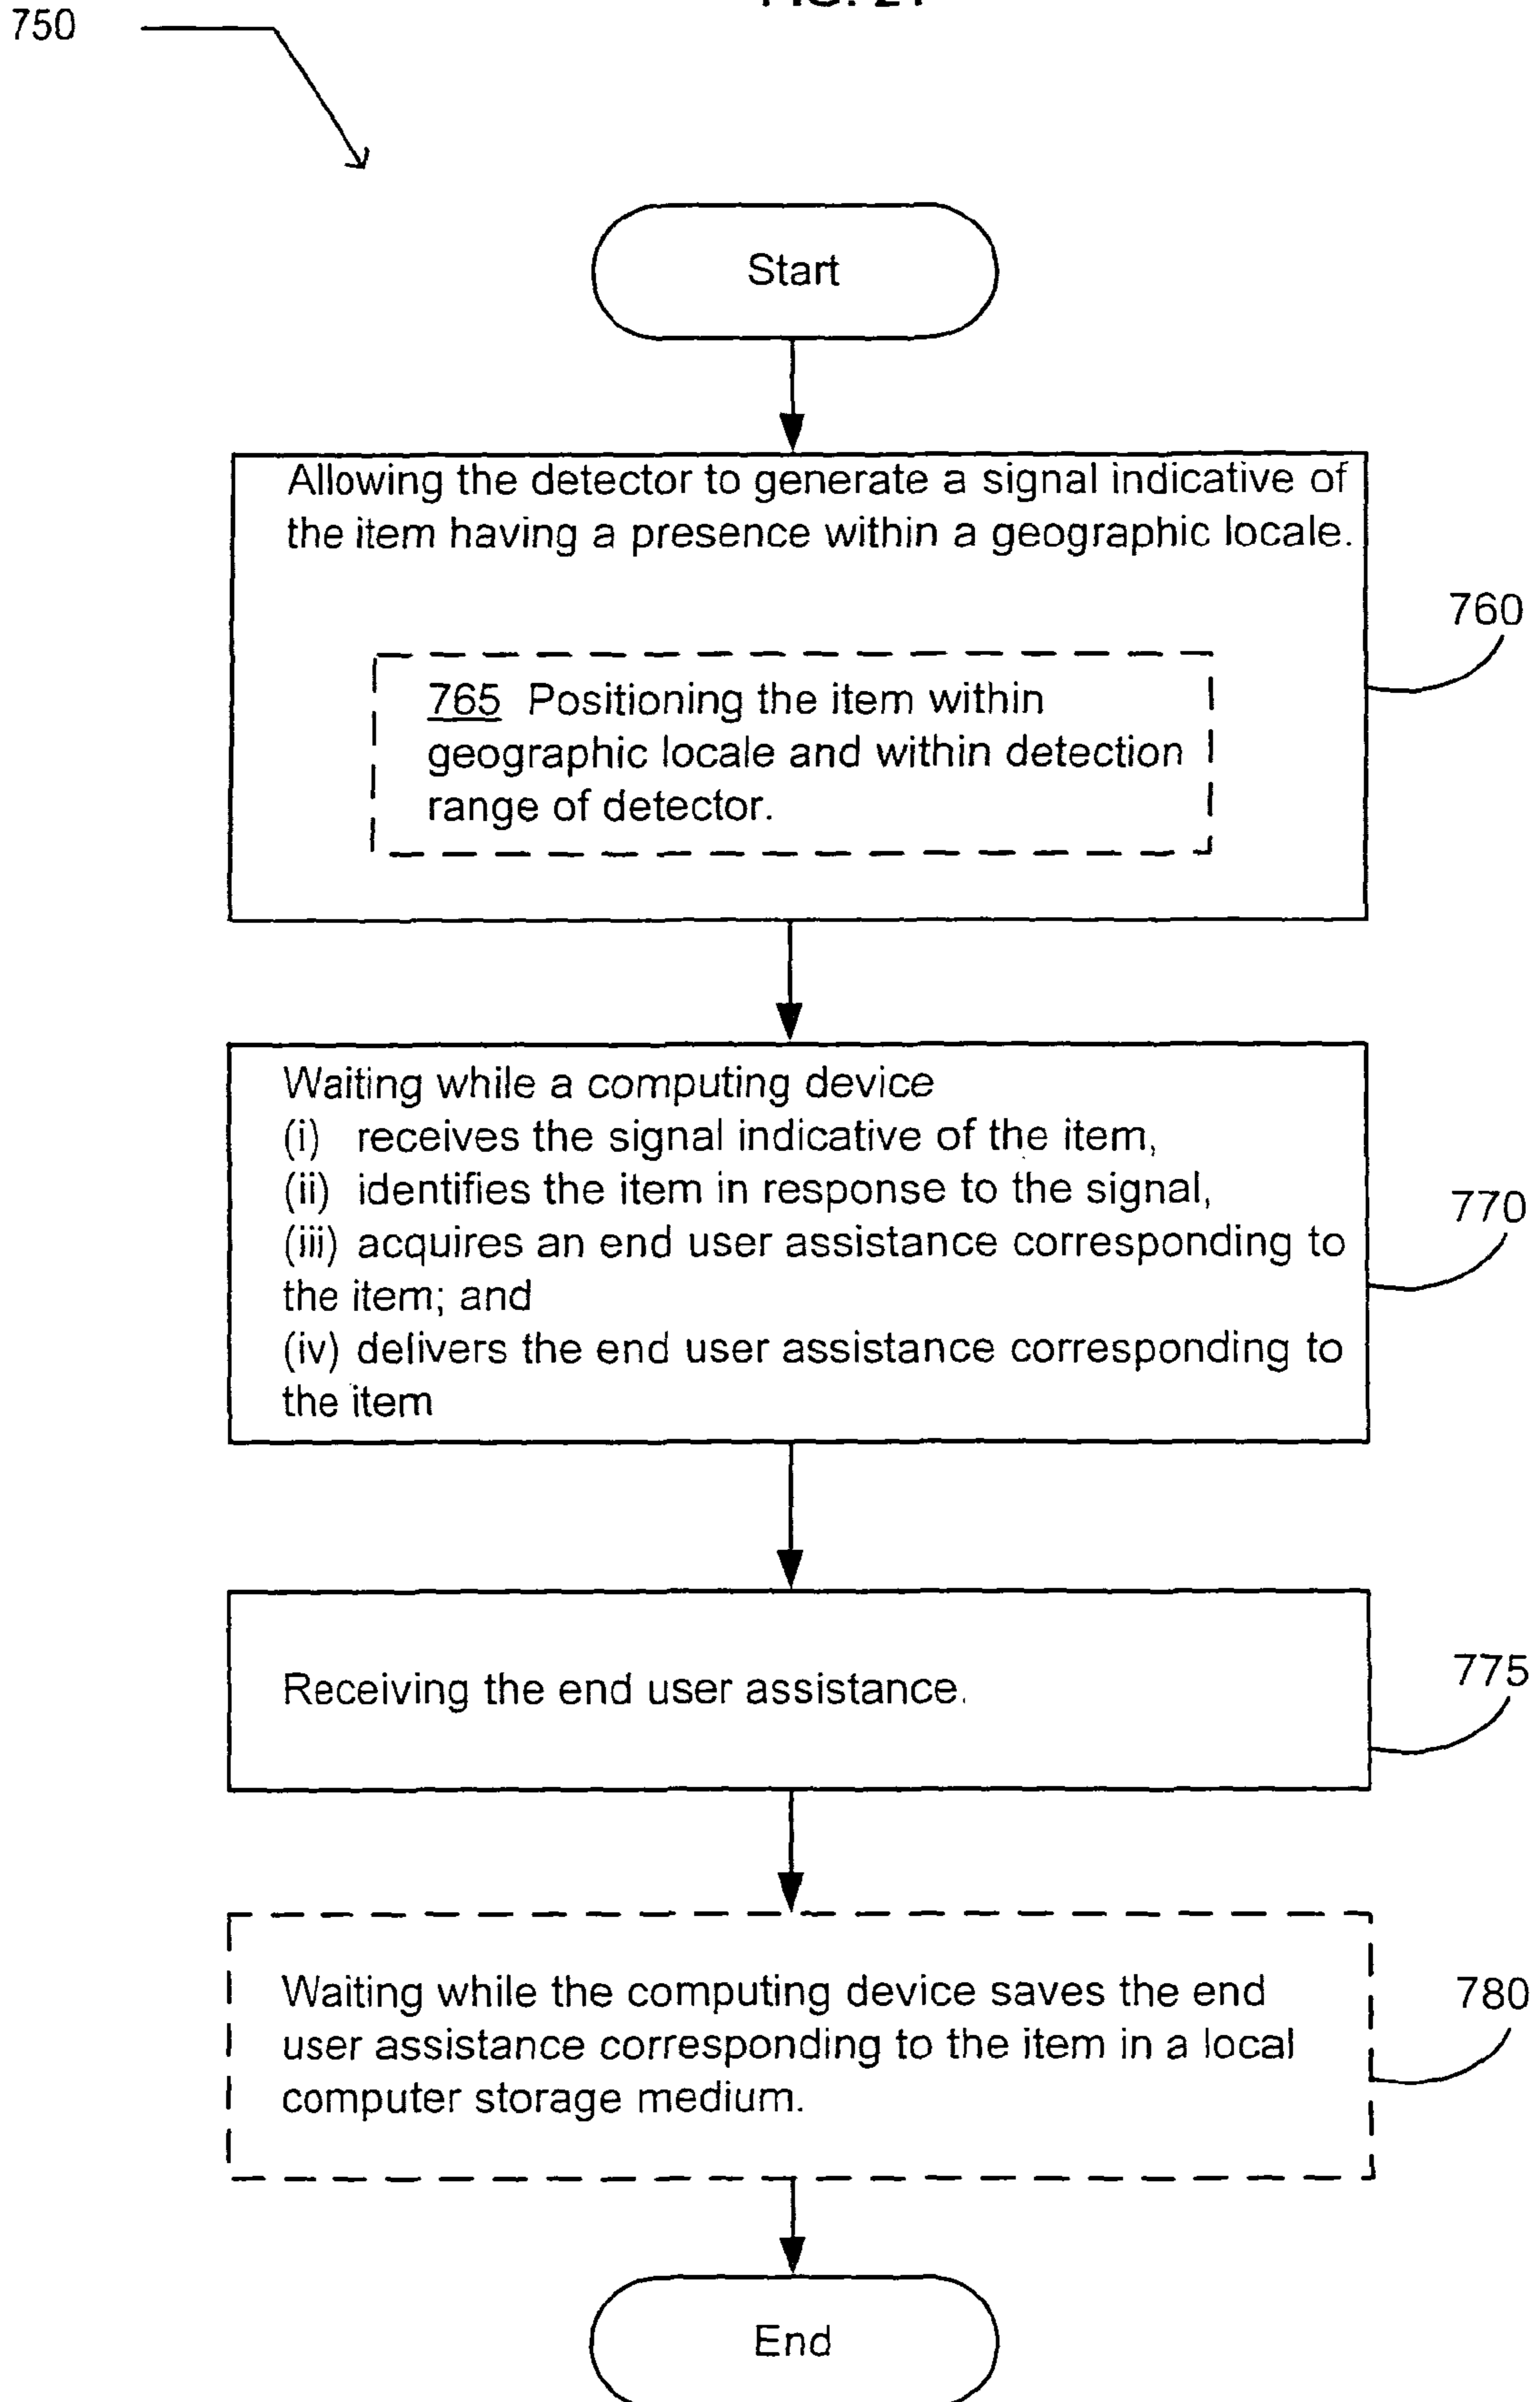 750
Start
Allowing the detector to generate a signal indicative of
the item having a presence within a geographic locale.
760
765 Positioning the item within
geographic locale and within detection
range of detector.
Waiting while a computing device
(i) receives the signal indicative of the item,
(ii) identifies the item in response to the signal,
(iii) acquires an end user assistance corresponding to
the item; and
(iv) delivers the end user assistance corresponding to
the item
770
Receiving the end user assistance.
775
Waiting while the computing device saves the end
user assistance corresponding to the item in a local
computer storage medium.
780
End